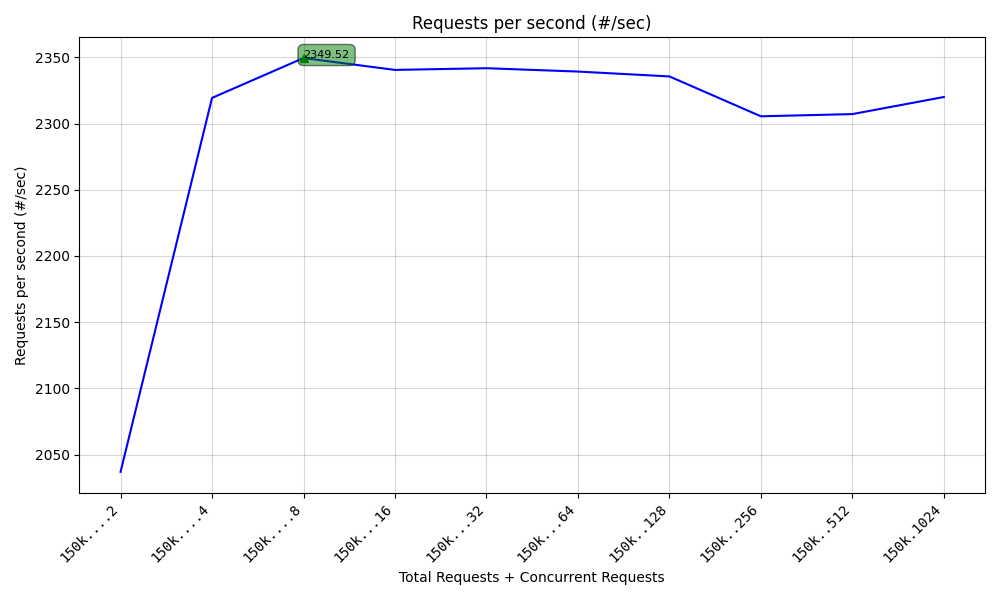 Requests per second (#/sec)
2349.52
Requests per second (#/sec)
2350
2300
2250
2200
2150
2100
2050
150k....2
150k....4
150k....8
150k...16
150k...32
150k...64
150k..128
150k..256
150k..512
150k.1024
Total Requests + Concurrent Requests